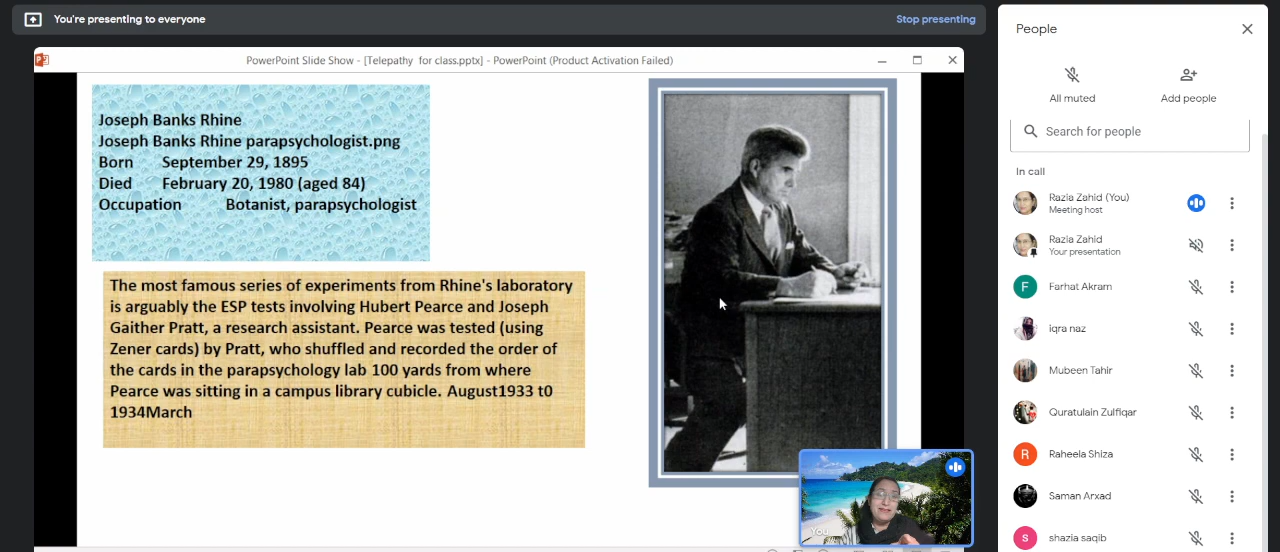 You're presenting to everyone
Stop presenting
PowerPoint Slide Show - [Telepathy for class.pptx] - PowerPoint (Product Activation Failed)
Joseph Banks Rhine
Joseph Banks Rhine parapsychologist.png
Born September 29, 1895
Died February 20, 1980 (aged 84)
Occupation Botanist, parapsychologist
The most famous series of experiments from Rhine's laboratory
is arguably the ESP tests involving Hubert Pearce and Joseph
Gaither Pratt, a research assistant. Pearce was tested (using
Zener cards) by Pratt, who shuffled and recorded the order of
the cards in the parapsychology lab 100 yards from where
Pearce was sitting in a campus library cubicle. August1933 t0
1934March
You
People
All muted
Add people
Search for people
In call
Razia Zahid (You)
Meeting host
Razia Zahid
Your presentation
F Farhat Akram
iqra naz
Mubeen Tahir
Quratulain Zulfiqar
R Raheela Shiza
Saman Arxad
s shazia saqib